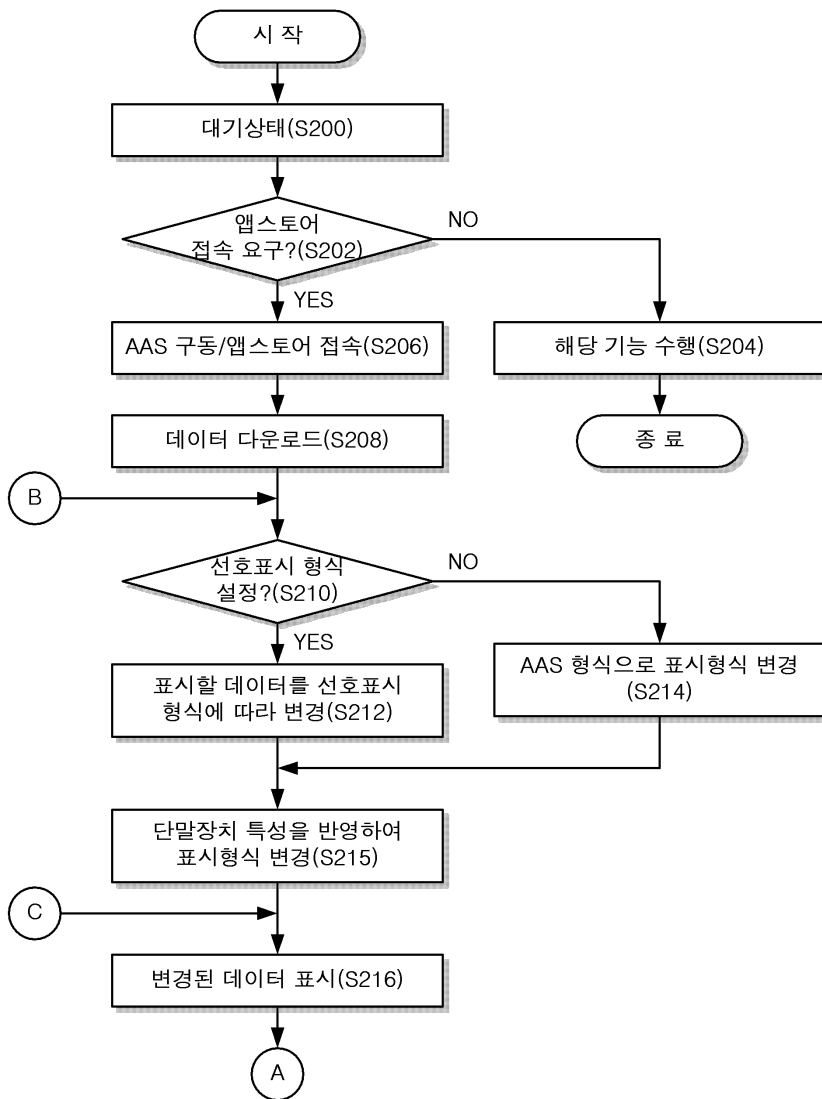 시 작
대기상태(S200)
앱스토어
접속 요구?(S202)
NO
YES
AAS 구동/앱스토어 접속(S206)
해당 기능 수행(S204)
데이터 다운로드(S208)
종 료
B
선호표시 형식
설정?(S210)
NO
YES
표시할 데이터를 선호표시
형식에 따라 변경(S212)
AAS 형식으로 표시형식 변경
(S214)
단말장치 특성을 반영하여
표시형식 변경(S215)
C
변경된 데이터 표시(S216)
A